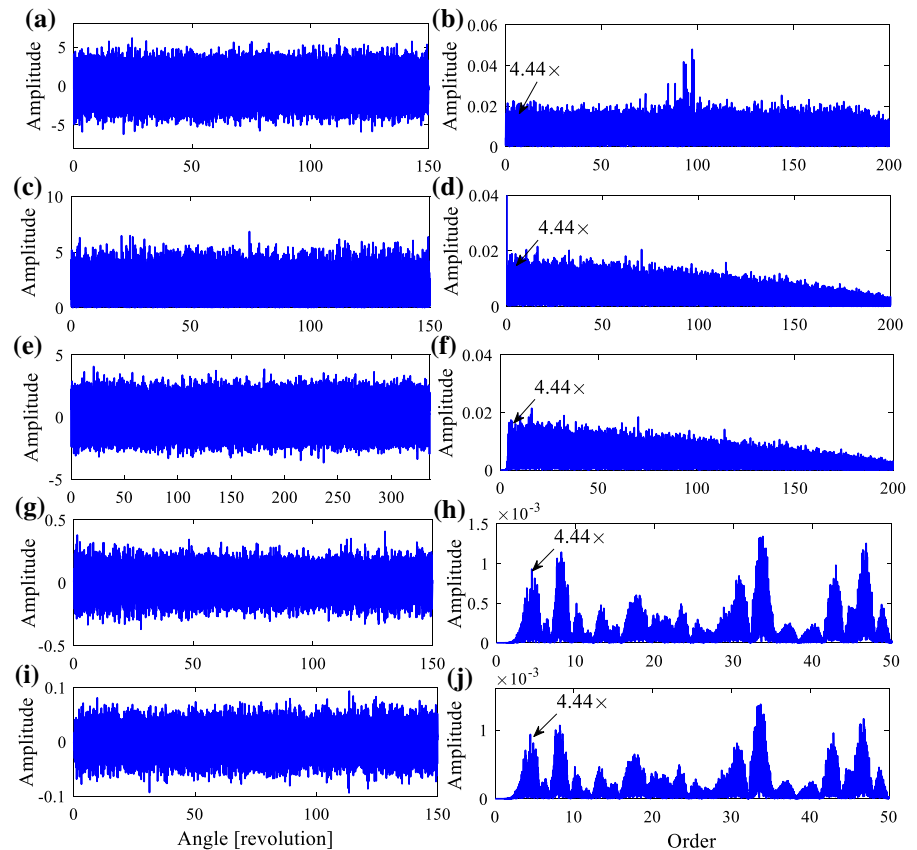 (a)
Amplitude
5
0
-5
0 50 100 150
(b)
Amplitude
0.06
0.04
0.02
0
4.44×
0 100 200
(c)
Amplitude
10
5
0
0 50 100 150
(d)
Amplitude
0.04
0.02
0
4.44×
0 50 100 150 200
(e)
Amplitude
5
0
-5
0 50 100 150 200 250 300
(f)
Amplitude
0.04
0.02
0
4.44×
0 50 100 150 200
(g)
Amplitude
0.5
0
-0.5
0 50 100 150
(h)
×10⁻³
Amplitude
1.5
1
0.5
0
4.44×
0 10 20 30 40 50
(i)
Amplitude
0.1
0
-0.1
0 50 100 150
Angle [revolution]
(j)
×10⁻³
Amplitude
1
0
4.44×
0 10 20 30 40 50
Order